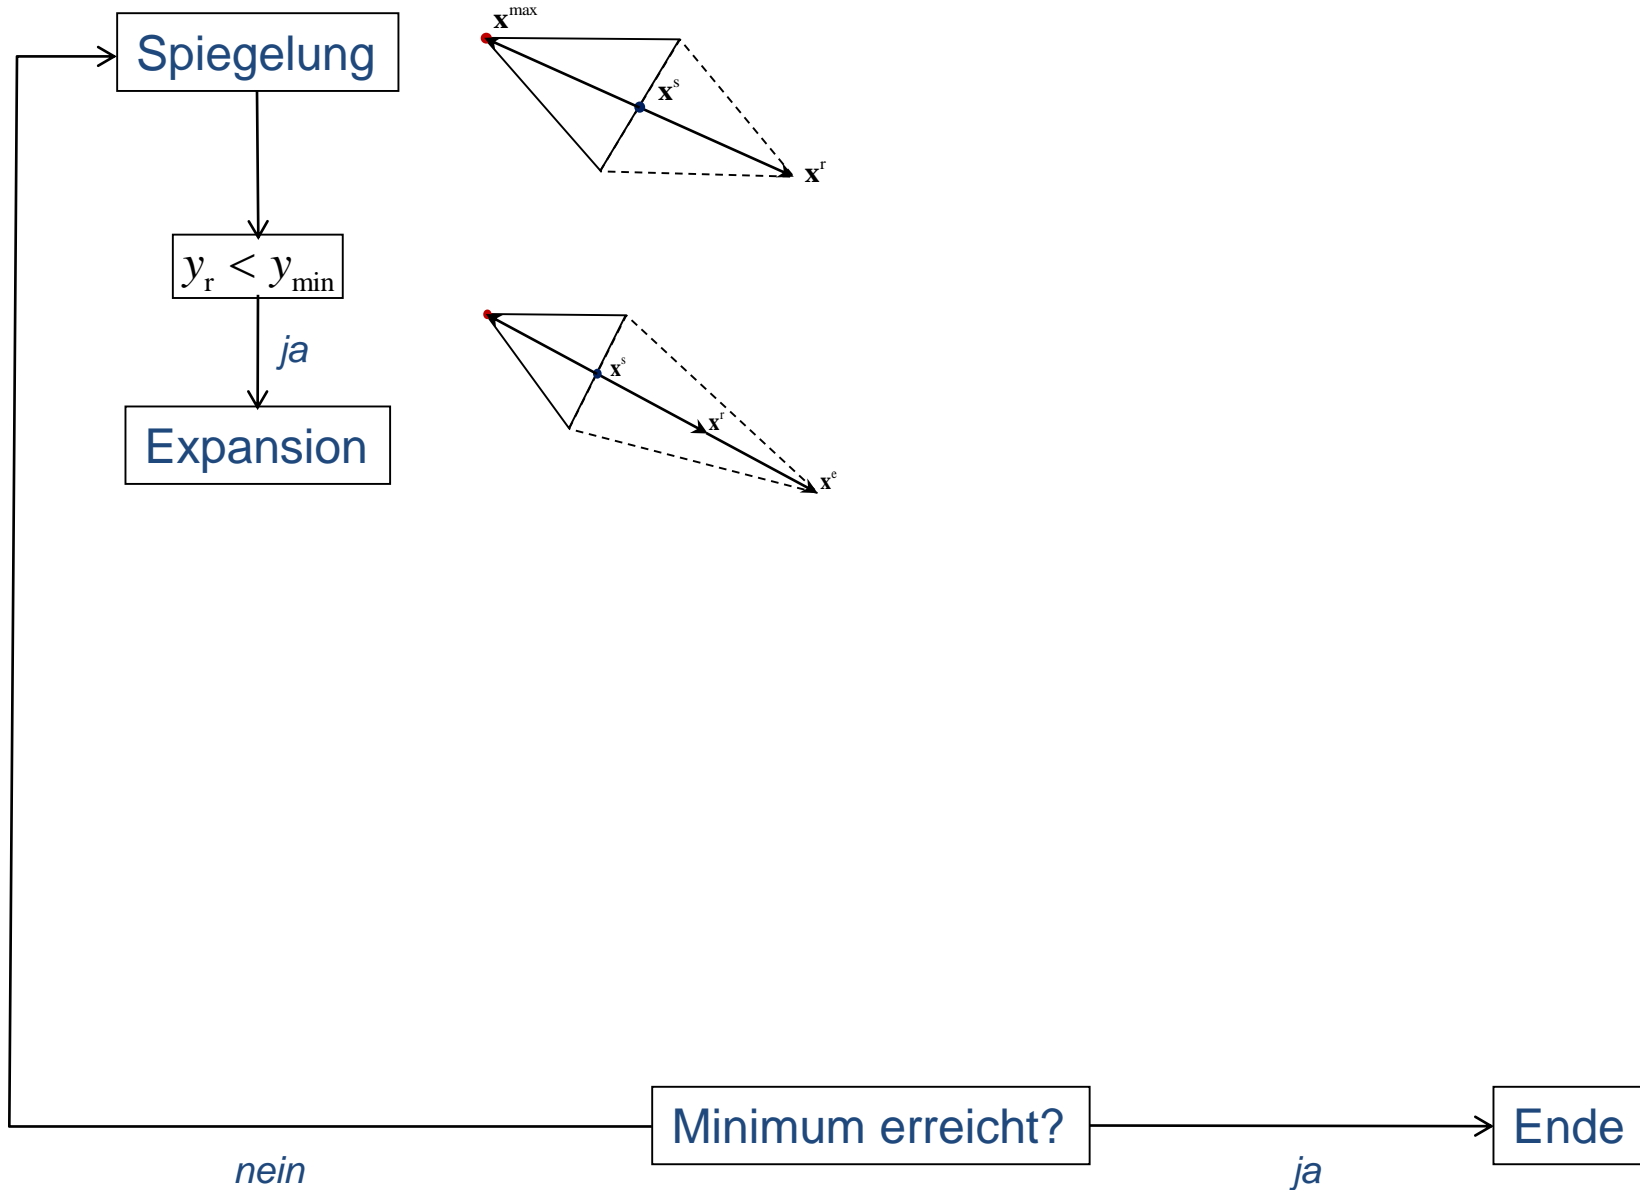 Spiegelung
x^max
x^s
x^r
y_r < y_min
ja
x^s
x^r
Expansion
x^e
Minimum erreicht?
Ende
nein
ja